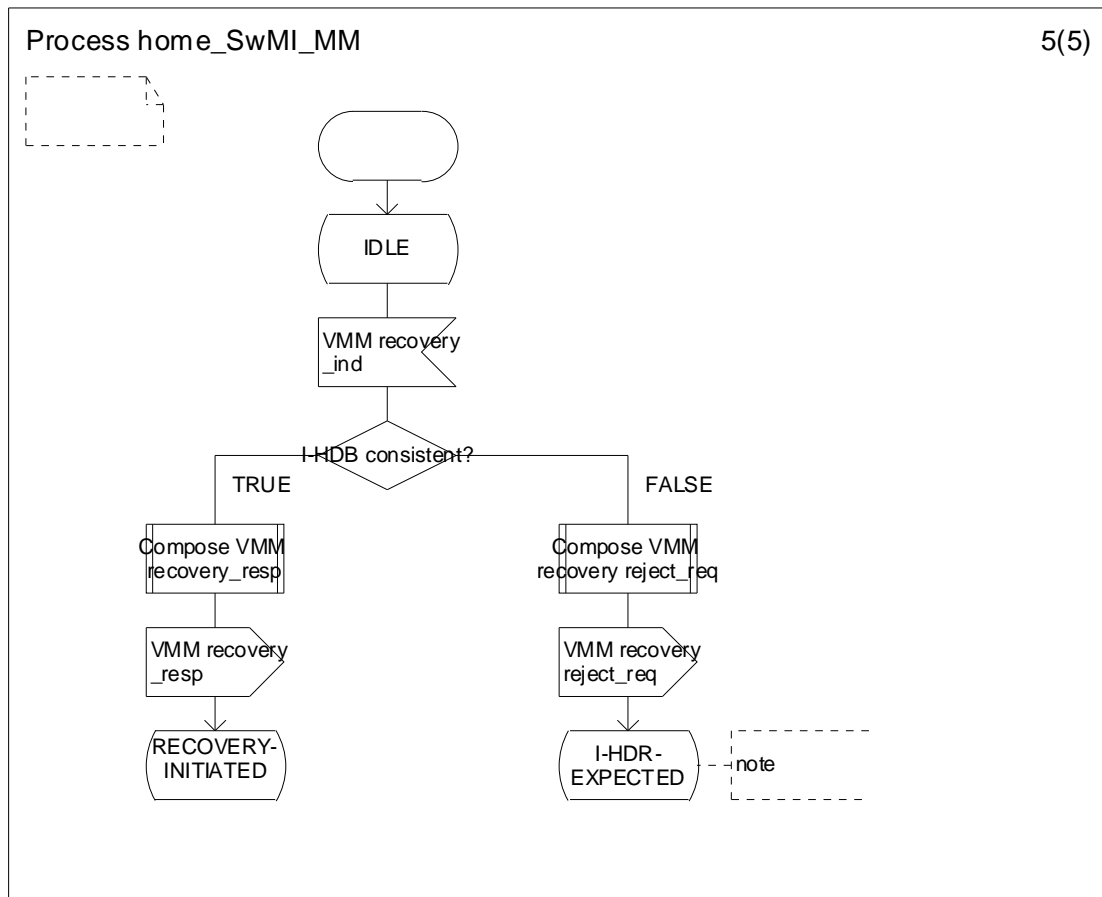 Process home_SwMI_MM
5(5)
IDLE
VMM recovery
_ind
I-HDB consistent?
TRUE
FALSE
Compose VMM
recovery_resp
Compose VMM
recovery reject_req
VMM recovery
_resp
VMM recovery
reject_req
RECOVERY-
INITIATED
I-HDR-
EXPECTED
note